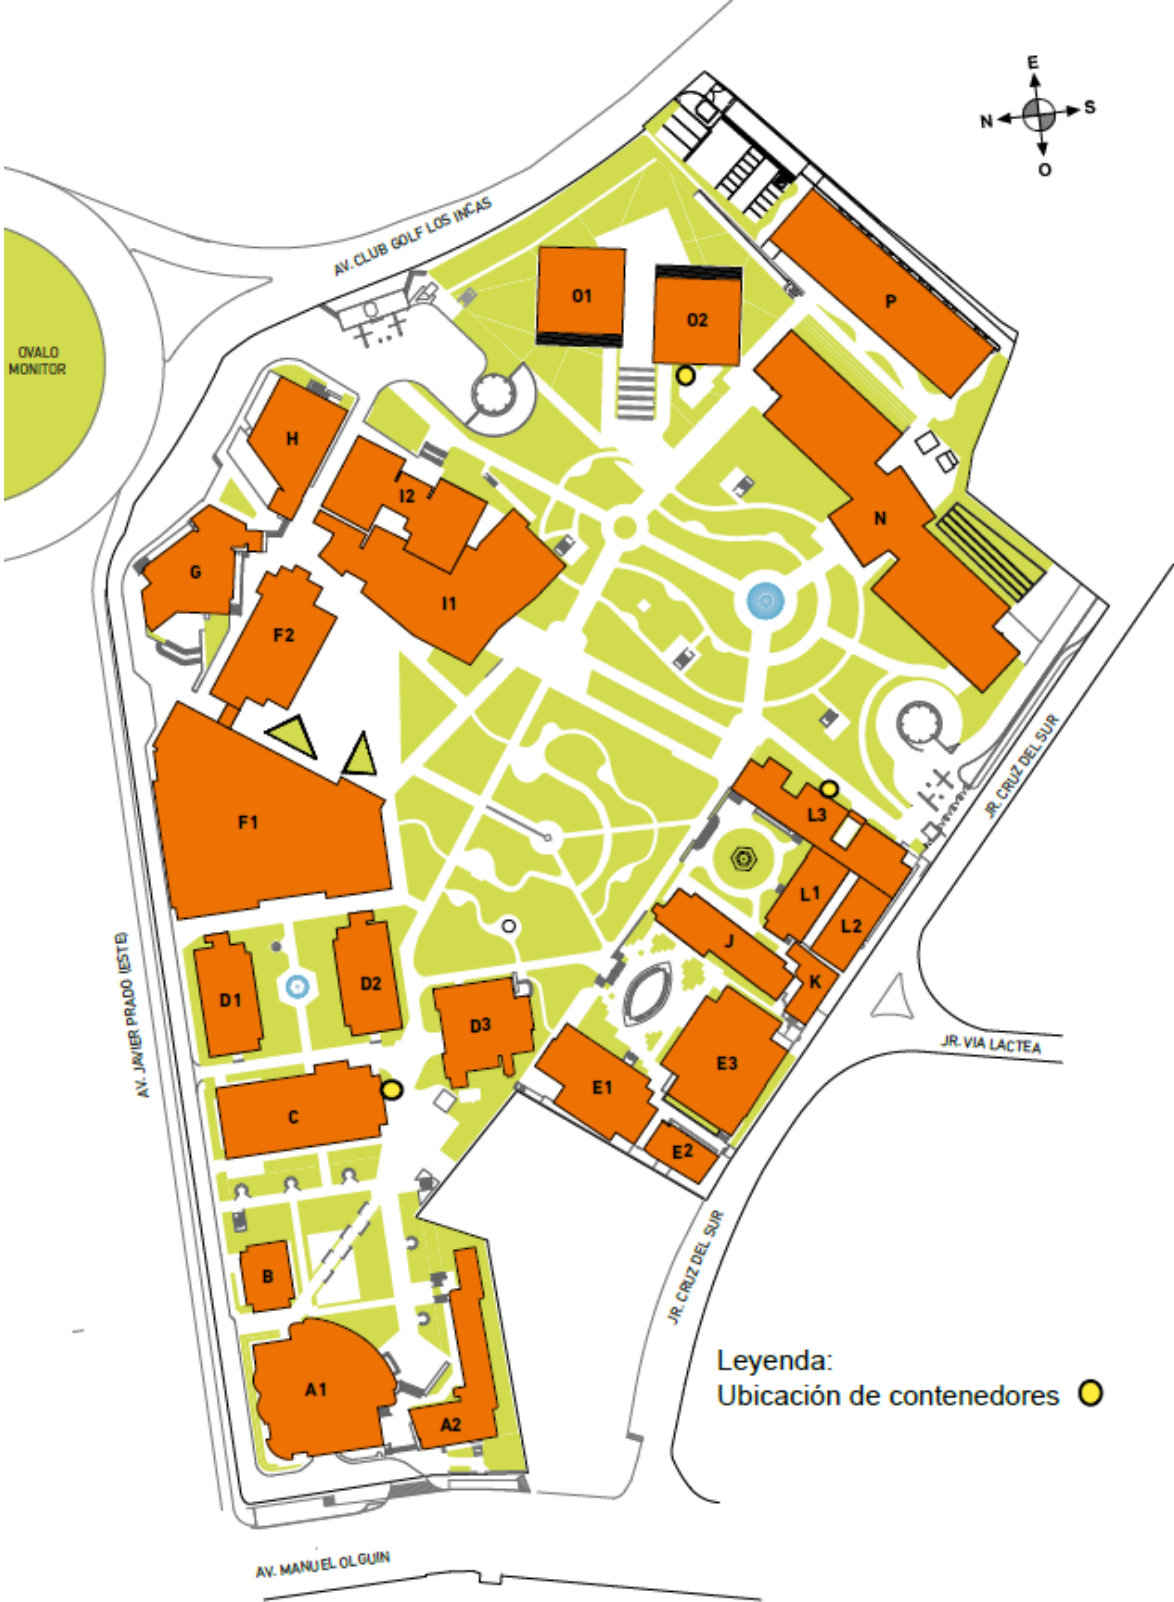 E
N
S
O
AV. CLUB GOLF LOS INCAS
OVALO
MONITOR
O1
O2
P
H
I2
N
G
I1
F2
JR. CRUZ DEL SUR
F1
L3
L1
L2
J
K
D1
D2
D3
AV. JAVIER PRADO (ESTE)
E3
E1
E2
JR. VIA LACTEA
C
B
JR. CRUZ DEL SUR
A1
A2
Leyenda:
Ubicación de contenedores
AV. MANUEL OLGUIN